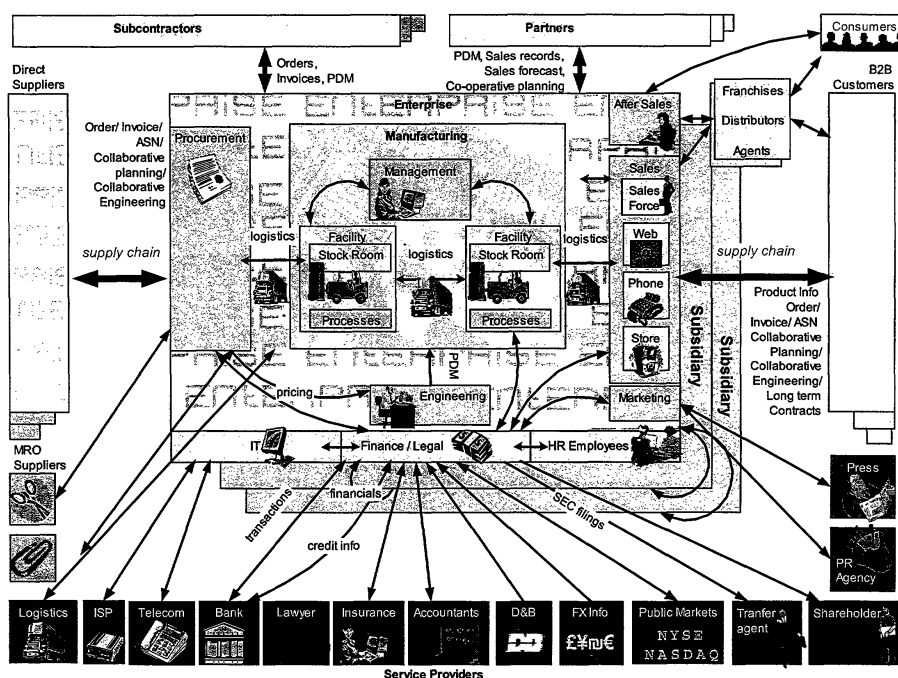 Subcontractors
Partners
Consumers
Direct
Suppliers
Orders,
Invoices, PDM
PDM, Sales records,
Sales forecast,
Co-operative planning
B2B
Customers
Franchises
Distributors
Agents
Enterprise
After Sales
Order/ Invoice/
ASN/
Collaborative
planning/
Collaborative
Engineering
Procurement
Manufacturing
Management
Sales
Sales
Force
Web
Phone
Store
Marketing
supply chain
logistics
Facility
Stock Room
Processes
logistics
Facility
Stock Room
Processes
logistics
supply chain
Product Info
Order/
Invoice/ ASN
Collaborative
Planning/
Collaborative
Engineering/
Long term
Contracts
Subsidiary
Subsidiary
PDM
pricing
Engineering
IT
Finance / Legal
HR Employees
MRO
Suppliers
transactions
financials
credit info
SEC filings
Press
PR
Agency
Logistics
ISP
Telecom
Bank
Lawyer
Insurance
Accountants
D&B
FX Info
£¥₪€
Public Markets
NYSE
NASDAQ
Tranfer
agent
Shareholder
Service Providers